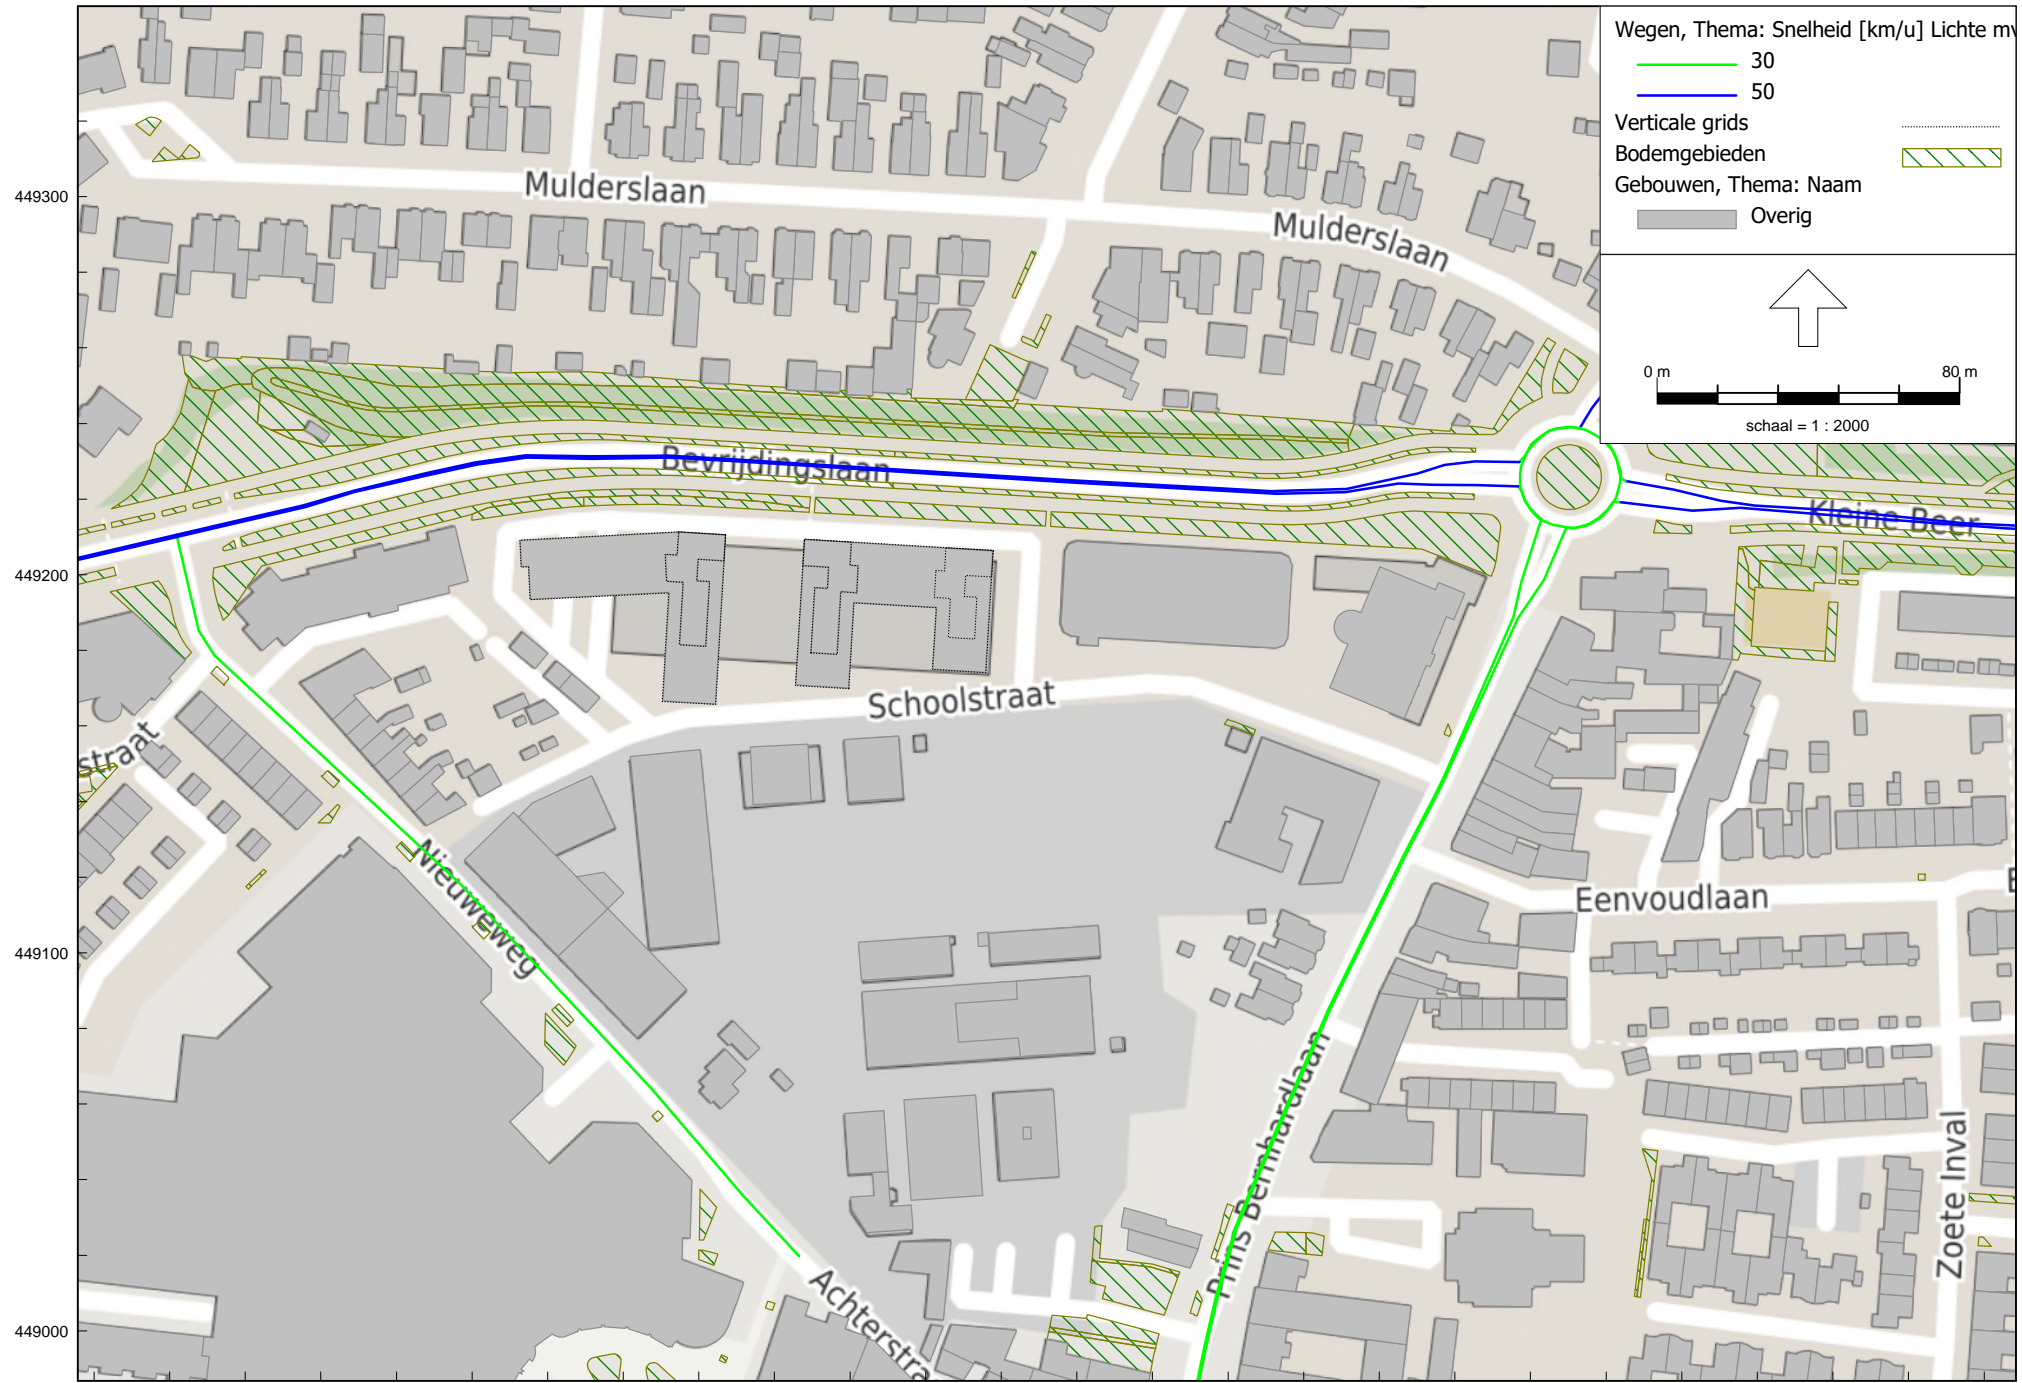 Wegen, Thema: Snelheid [km/u] Lichte mv
30
50
Verticale grids
Bodemgebieden
Gebouwen, Thema: Naam
Overig
0 m
80 m
schaal = 1 : 2000
449300
Mulderslaan
Mulderslaan
Bevrijdingslaan
Kleine Beer
449200
Schoolstraat
straat
Nieuweweg
Eenvoudlaan
449100
Prins Bernhardlaan
Zoete Inval
Achterstra
449000